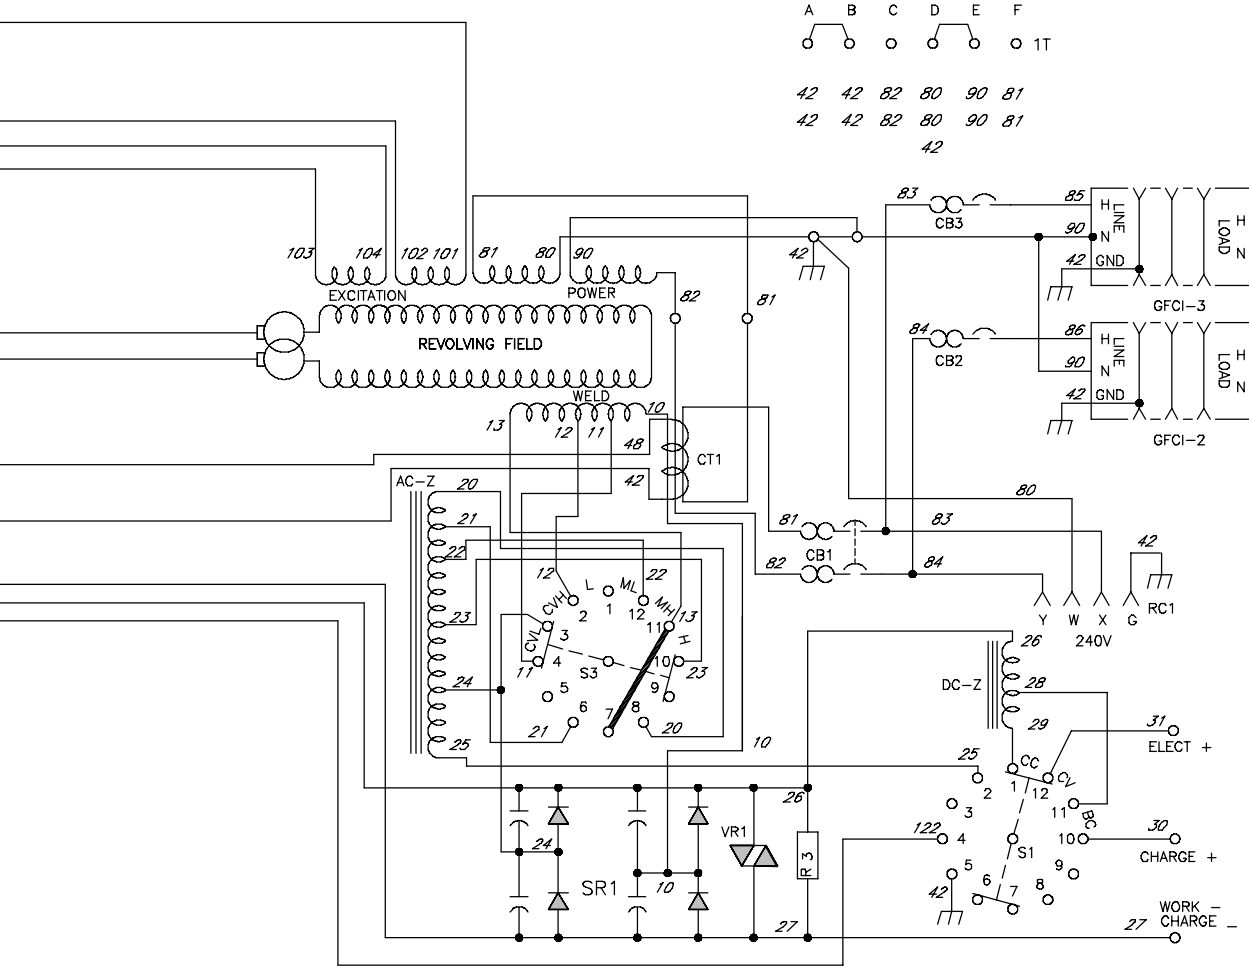 A B C D E F
1T
42 42 82 80 90 81
42 42 82 80 90 81
42
83
CB3
85
H
90
N
LINE
42 GND
LOAD
H
N
GFCI-3
84
CB2
86
H
90
N
LINE
42 GND
LOAD
H
N
GFCI-2
103 104 102 101 81 80 90
42
EXCITATION
POWER
82
81
REVOLVING FIELD
WELD
13 12 11 10
48
CT1
42
AC-Z
20
21
22
23
24
25
81
CB1
82
83
84
80
42
Y W X G
RC1
240V
12
CVH
L
ML
22
MH
13
2
1
12
11
3
CVL
H
11
4
S3
10
23
5
9
6
7
8
21
20
10
26
DC-Z
28
29
31
ELECT +
25
CC
CV
2
1
12
3
11
BC
122
4
S1
10
30
CHARGE +
5
9
42
6
7
8
WORK -
CHARGE -
27
24
SR1
10
VR1
26
R 3
27